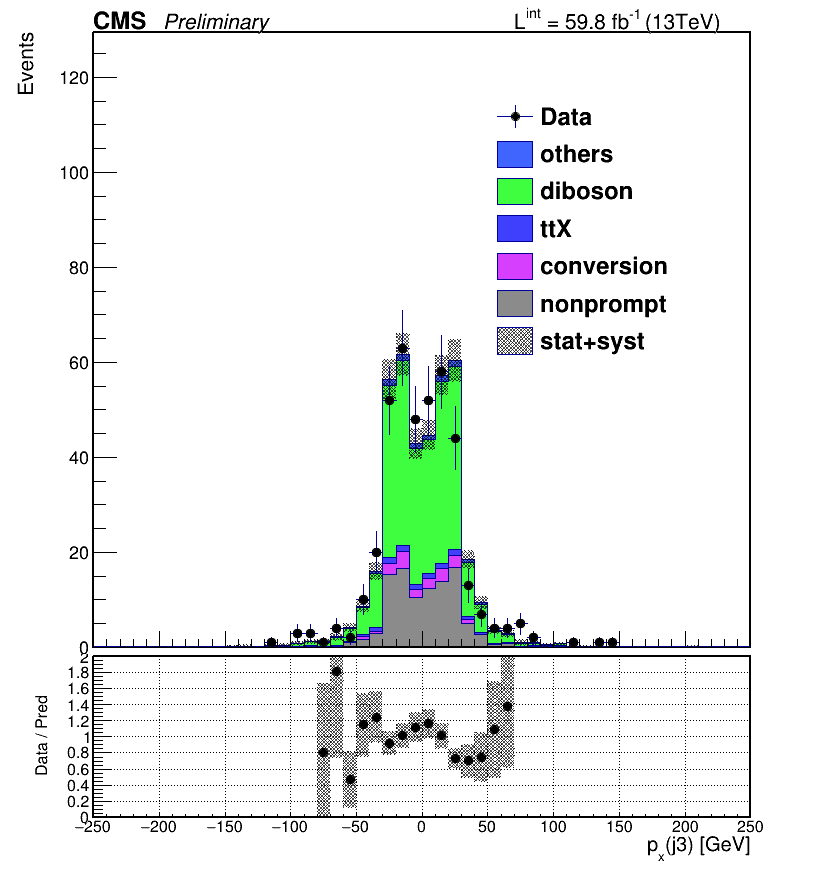 CMS Preliminary L^int = 59.8 fb^-1 (13TeV)
Events
120
100
80
60
40
20
0
Data
others
diboson
ttX
conversion
nonprompt
stat+syst
Data / Pred
2
1.8
1.6
1.4
1.2
1
0.8
0.6
0.4
0.2
0
−250 −200 −150 −100 −50 0 50 100 150 200 250
p_x(j3) [GeV]